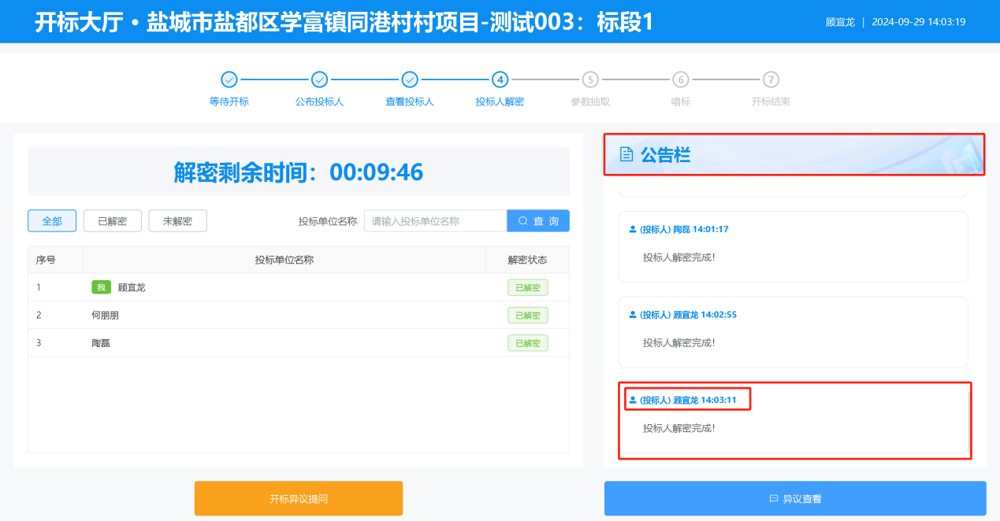 开标大厅•盐城市盐都区学富镇同港村村项目-测试003：标段1
顾宜龙 | 2024-09-29 14:03:19
4 5 6 7
等待开标 公布投标人 查看投标人 投标人解密 参数抽取 唱标 开标结束
解密剩余时间：00:09:46
全部 已解密 未解密 投标单位名称 请输入投标单位名称 查 询
序号 投标单位名称 解密状态
1 我 顾宜龙 已解密
2 何朋朋 已解密
3 陶磊 已解密
开标异议提问
公告栏
(投标人) 陶磊 14:01:17
投标人解密完成!
(投标人) 顾宜龙 14:02:55
投标人解密完成!
(投标人) 顾宜龙 14:03:11
投标人解密完成!
异议查看